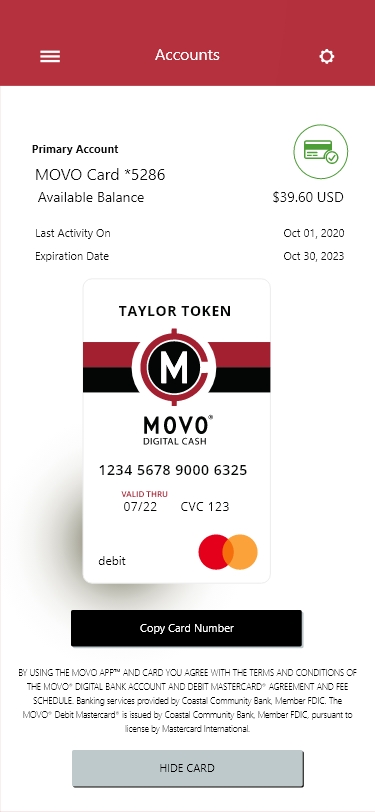 Accounts
Primary Account
MOVO Card *5286
Available Balance $39.60 USD
Last Activity On Oct 01, 2020
Expiration Date Oct 30, 2023
TAYLOR TOKEN
M
MOVO®
DIGITAL CASH
1234 5678 9000 6325
VALID THRU
07/22 CVC 123
debit
Copy Card Number
BY USING THE MOVO APP™ AND CARD YOU AGREE WITH THE TERMS AND CONDITIONS OF
THE MOVO® DIGITAL BANK ACCOUNT AND DEBIT MASTERCARD® AGREEMENT AND FEE
SCHEDULE. Banking services provided by Coastal Community Bank, Member FDIC. The
MOVO® Debit Mastercard® is issued by Coastal Community Bank, Member FDIC, pursuant to
license by Mastercard International.
HIDE CARD